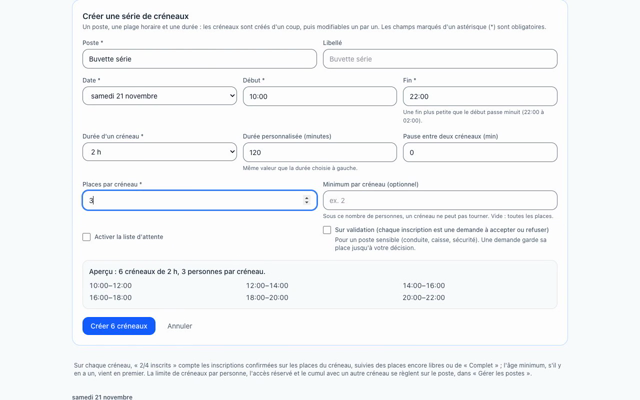 Créer une série de créneaux
Un poste, une plage horaire et une durée : les créneaux sont créés d'un coup, puis modifiables un par un. Les champs marqués d'un astérisque (*) sont obligatoires.
Poste *
Libellé
Buvette série
Buvette série
Date *
Début *
Fin *
samedi 21 novembre
10:00
22:00
Une fin plus petite que le début passe minuit (22:00 à
02:00).
Durée d'un créneau *
Durée personnalisée (minutes)
Pause entre deux créneaux (min)
2 h
120
0
Même valeur que la durée choisie à gauche.
Places par créneau *
Minimum par créneau (optionnel)
3
ex. 2
Sous ce nombre de personnes, un créneau ne peut pas tourner. Vide : toutes les places.
Activer la liste d'attente
Sur validation (chaque inscription est une demande à accepter ou refuser)
Pour un poste sensible (conduite, caisse, sécurité). Une demande garde sa
place jusqu'à votre décision.
Aperçu : 6 créneaux de 2 h, 3 personnes par créneau.
10:00–12:00
12:00–14:00
14:00–16:00
16:00–18:00
18:00–20:00
20:00–22:00
Créer 6 créneaux
Annuler
Sur chaque créneau, « 2/4 inscrits » compte les inscriptions confirmées sur les places du créneau, suivies des places encore libres ou de « Complet » ; l'âge minimum, s'il y
en a un, vient en premier. La limite de créneaux par personne, l'accès réservé et le cumul avec un autre créneau se règlent sur le poste, dans « Gérer les postes ».
samedi 21 novembre